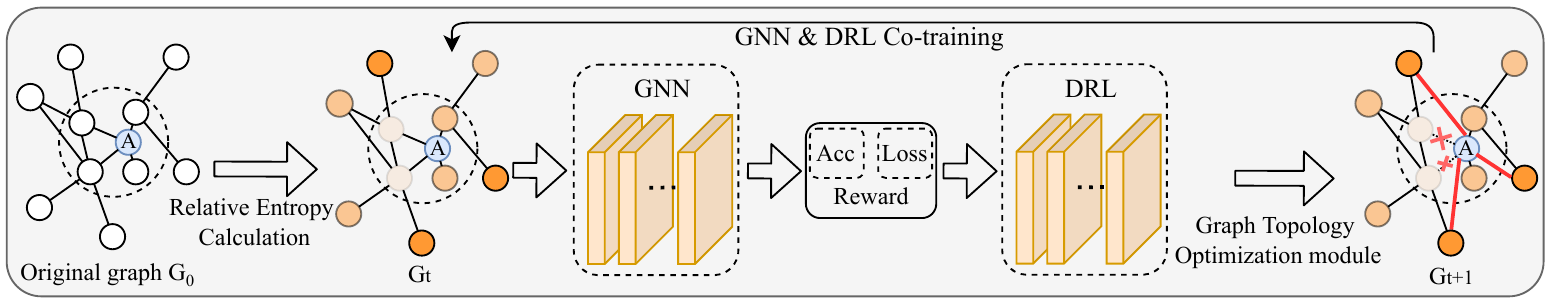 GNN & DRL Co-training
A
Relative Entropy
Calculation
Original graph G0
A
Gt
GNN
...
Acc
Loss
Reward
DRL
...
Graph Topology
Optimization module
A
Gt+1